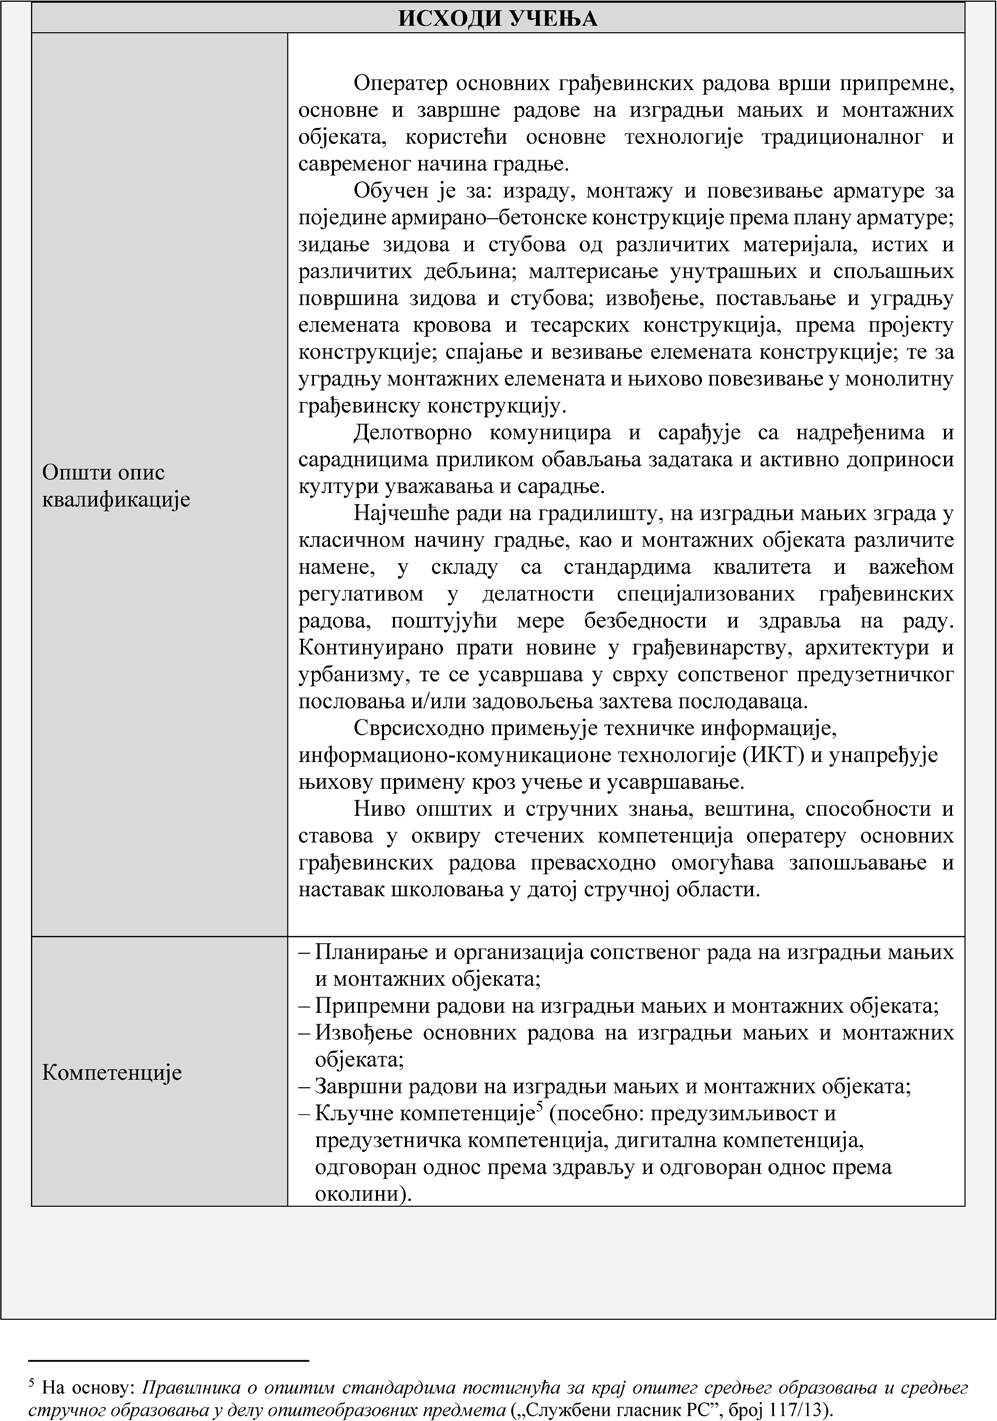 ИСХОДИ УЧЕЊА
Општи опис
квалификације
Оператер основних грађевинских радова врши припремне,
основне и завршне радове на изградњи мањих и монтажних
објеката, користећи основне технологије традиционалног и
савременог начина градње.
Обучен је за: израду, монтажу и повезивање арматуре за
поједине армирано–бетонске конструкције према плану арматуре;
зидање зидова и стубова од различитих материјала, истих и
различитих дебљина; малтерисање унутрашњих и спољашњих
површина зидова и стубова; извођење, постављање и уградњу
елемената кровова и тесарских конструкција, према пројекту
конструкције; спајање и везивање елемената конструкције; те за
уградњу монтажних елемената и њихово повезивање у монолитну
грађевинску конструкцију.
Делотворно комуницира и сарађује са надређенима и
сарадницима приликом обављања задатака и активно доприноси
култури уважавања и сарадње.
Најчешће ради на градилишту, на изградњи мањих зграда у
класичном начину градње, као и монтажних објеката различите
намене, у складу са стандардима квалитета и важећом
регулативом у делатности специјализованих грађевинских
радова, поштујући мере безбедности и здравља на раду.
Континуирано прати новине у грађевинарству, архитектури и
урбанизму, те се усавршава у сврху сопственог предузетничког
пословања и/или задовољења захтева послодаваца.
Сврсисходно примењује техничке информације,
информационо-комуникационе технологије (ИКТ) и унапређује
њихову примену кроз учење и усавршавање.
Ниво општих и стручних знања, вештина, способности и
ставова у оквиру стечених компетенција оператеру основних
грађевинских радова превасходно омогућава запошљавање и
наставак школовања у датој стручној области.
Компетенције
– Планирање и организација сопственог рада на изградњи мањих
и монтажних објеката;
– Припремни радови на изградњи мањих и монтажних објеката;
– Извођење основних радова на изградњи мањих и монтажних
објеката;
– Завршни радови на изградњи мањих и монтажних објеката;
– Кључне компетенције⁵ (посебно: предузимљивост и
предузетничка компетенција, дигитална компетенција,
одговоран однос према здрављу и одговоран однос према
околини).
⁵ На основу: Правилника о општим стандардима постигнућа за крај општег средњег образовања и средњег
стручног образовања у делу општеобразовних предмета („Службени гласник РС”, број 117/13).